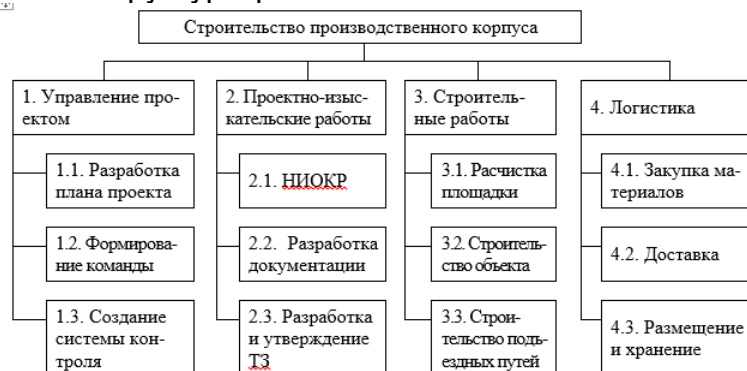 Строительство производственного корпуса
1. Управление про-
ектом
2. Проектно-изыс-
кательские работы
3. Строитель-
ные работы
4. Логистика
1.1. Разработка
плана проекта
2.1. НИОКР
3.1. Расчистка
площадки
4.1. Закупка ма-
териалов
1.2. Формирова-
ние команды
2.2. Разработка
документации
3.2. Строитель-
ство объекта
4.2. Доставка
1.3. Создание
системы кон-
троля
2.3. Разработка
и утверждение
ТЗ
3.3. Строи-
тельство подъ-
ездных путей
4.3. Размещение
и хранение